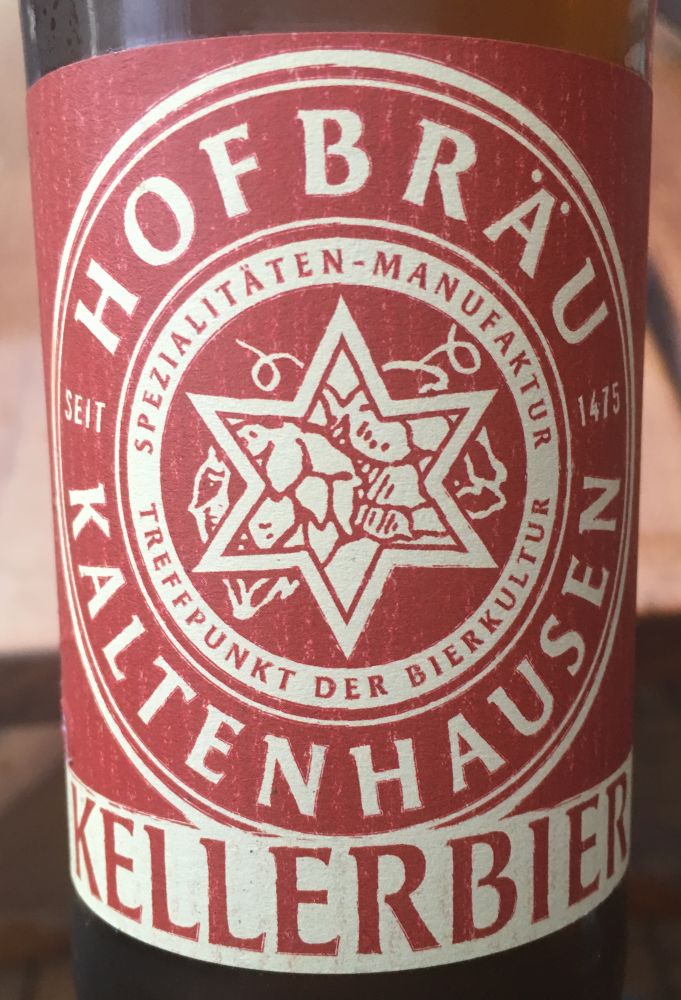 HOFBRÄU
SPEZIALITÄTEN-MANUFAKTUR
SEIT 1475
TREFFPUNKT DER BIERKULTUR
KALTENHAUSEN
KELLERBIER